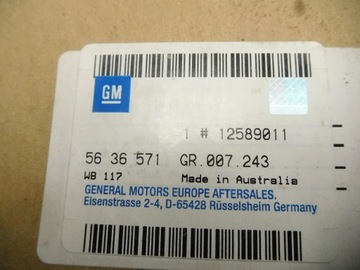 GM
1 # 12589011
56 36 571 GR.007.243
WB 117 Made in Australia
GENERAL MOTORS EUROPE AFTERSALES.
Eisenstrasse 2-4, D-65428 Rüsselsheim Germany